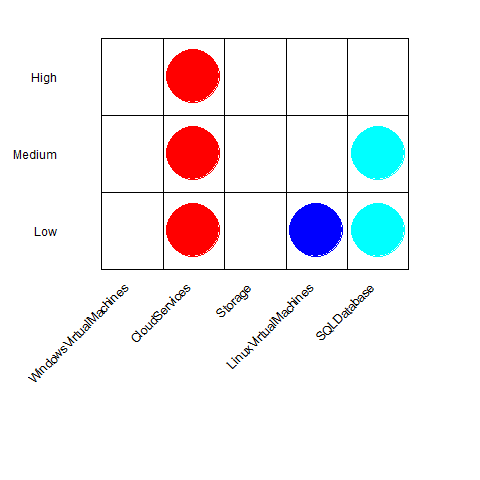 High
Medium
Low
WindowsVirtualMachines
CloudServices
Storage
LinuxVirtualMachines
SQLDatabase